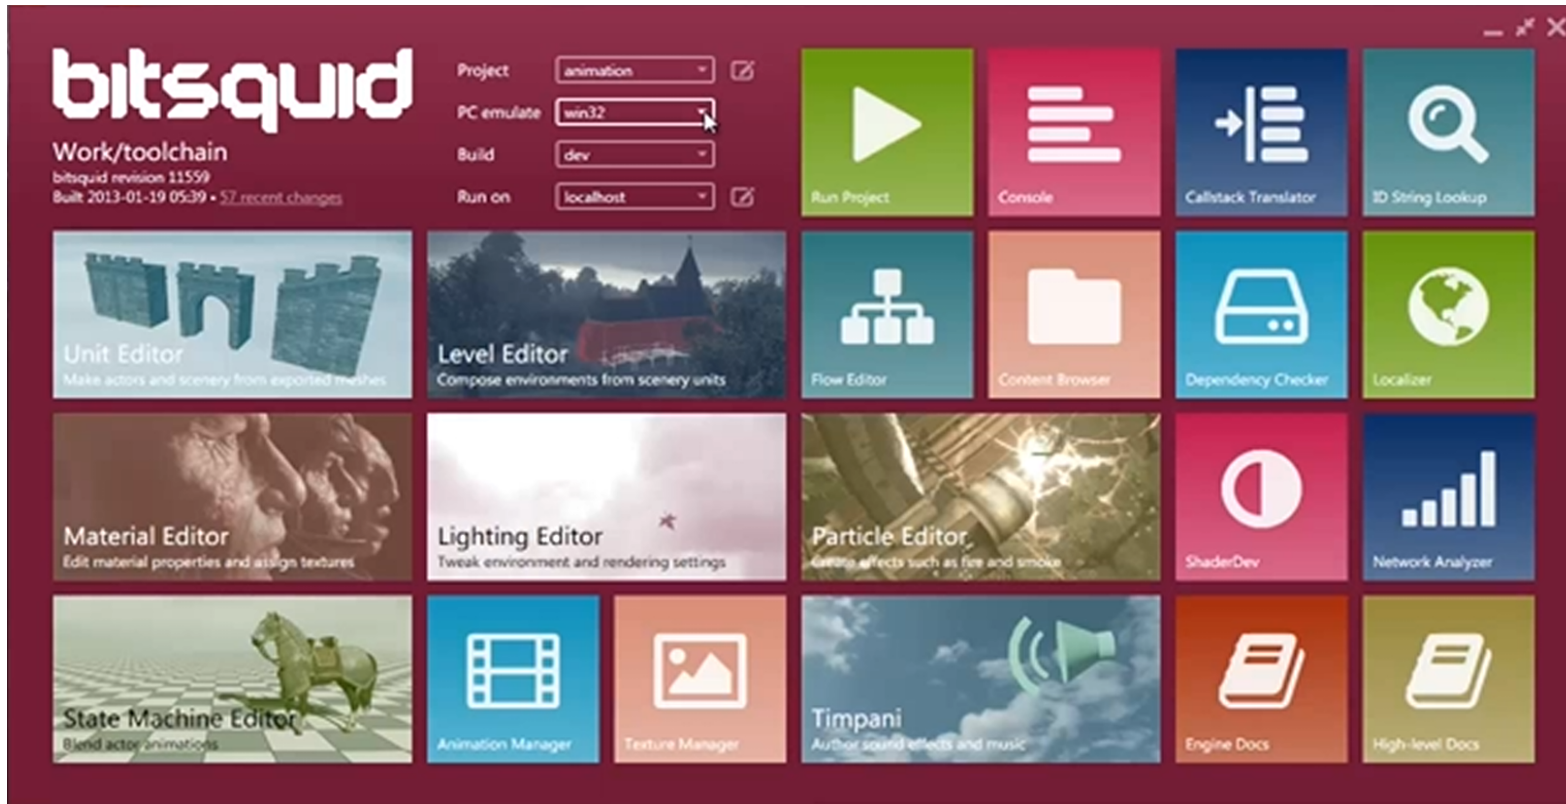 bitsquid
Work/toolchain
bitsquid revision 11559
Built 2013-01-19 05:39 • 57 recent changes
Project animation
PC emulate win32
Build dev
Run on localhost
Run Project
Console
Callstack Translator
ID String Lookup
Unit Editor
Make actors and scenery from exported meshes
Level Editor
Compose environments from scenery units
Flow Editor
Content Browser
Dependency Checker
Localizer
Material Editor
Edit material properties and assign textures
Lighting Editor
Tweak environment and rendering settings
Particle Editor
Create effects such as fire and smoke
ShaderDev
Network Analyzer
State Machine Editor
Blend actor animations
Animation Manager
Texture Manager
Timpani
Author sound effects and music
Engine Docs
High-level Docs